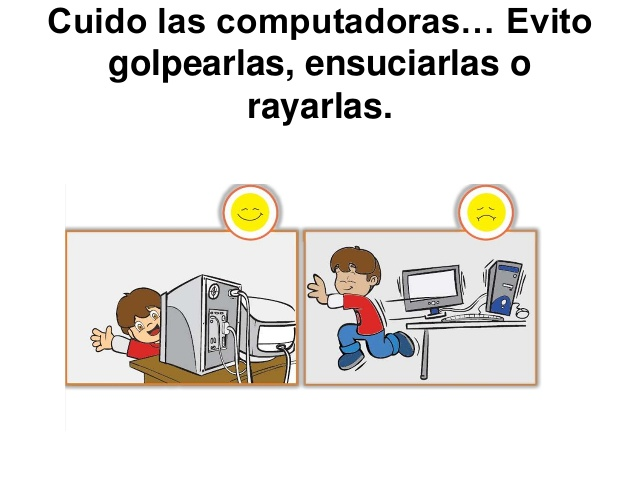 Cuido las computadoras… Evito
golpearlas, ensuciarlas o
rayarlas.